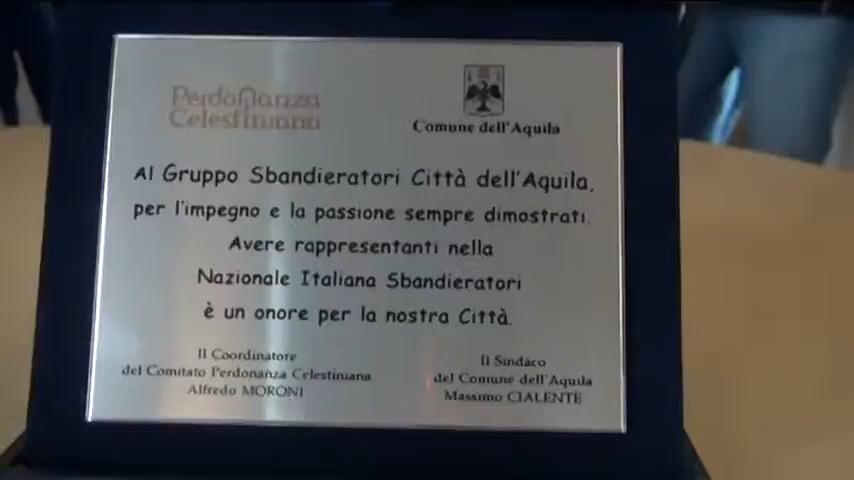 Perdonanza
Celestiniana
Comune dell'Aquila
Al Gruppo Sbandieratori Città dell'Aquila,
per l'impegno e la passione sempre dimostrati.
Avere rappresentanti nella
Nazionale Italiana Sbandieratori
è un onore per la nostra Città.
Il Coordinatore
del Comitato Perdonanza Celestiniana
Alfredo MORONI
Il Sindaco
del Comune dell'Aquila
Massimo CIALENTE